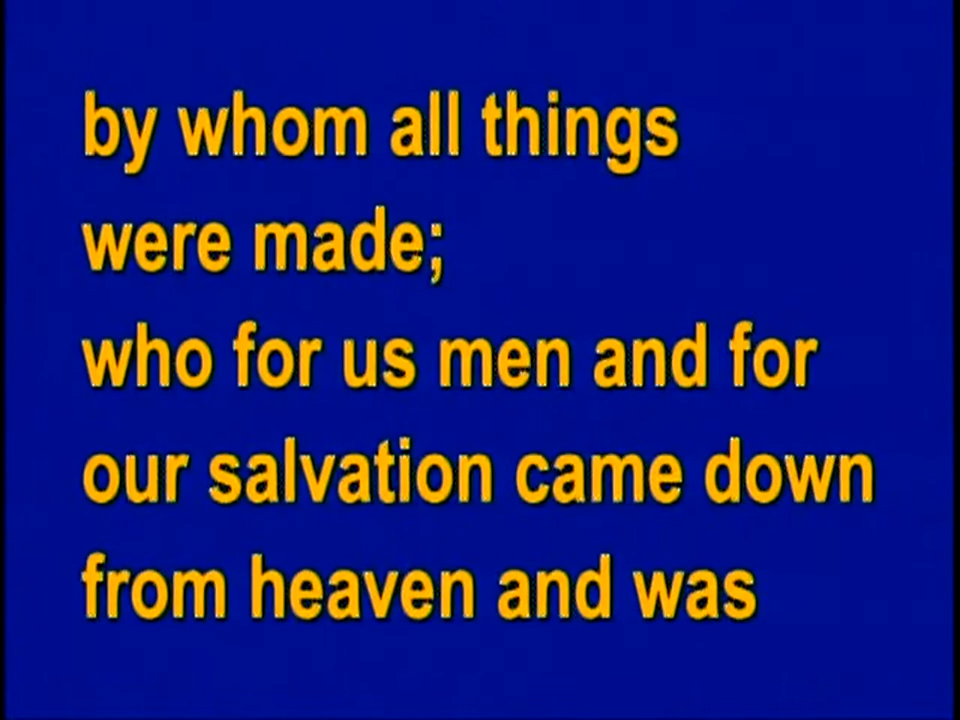 by whom all things
were made;
who for us men and for
our salvation came down
from heaven and was